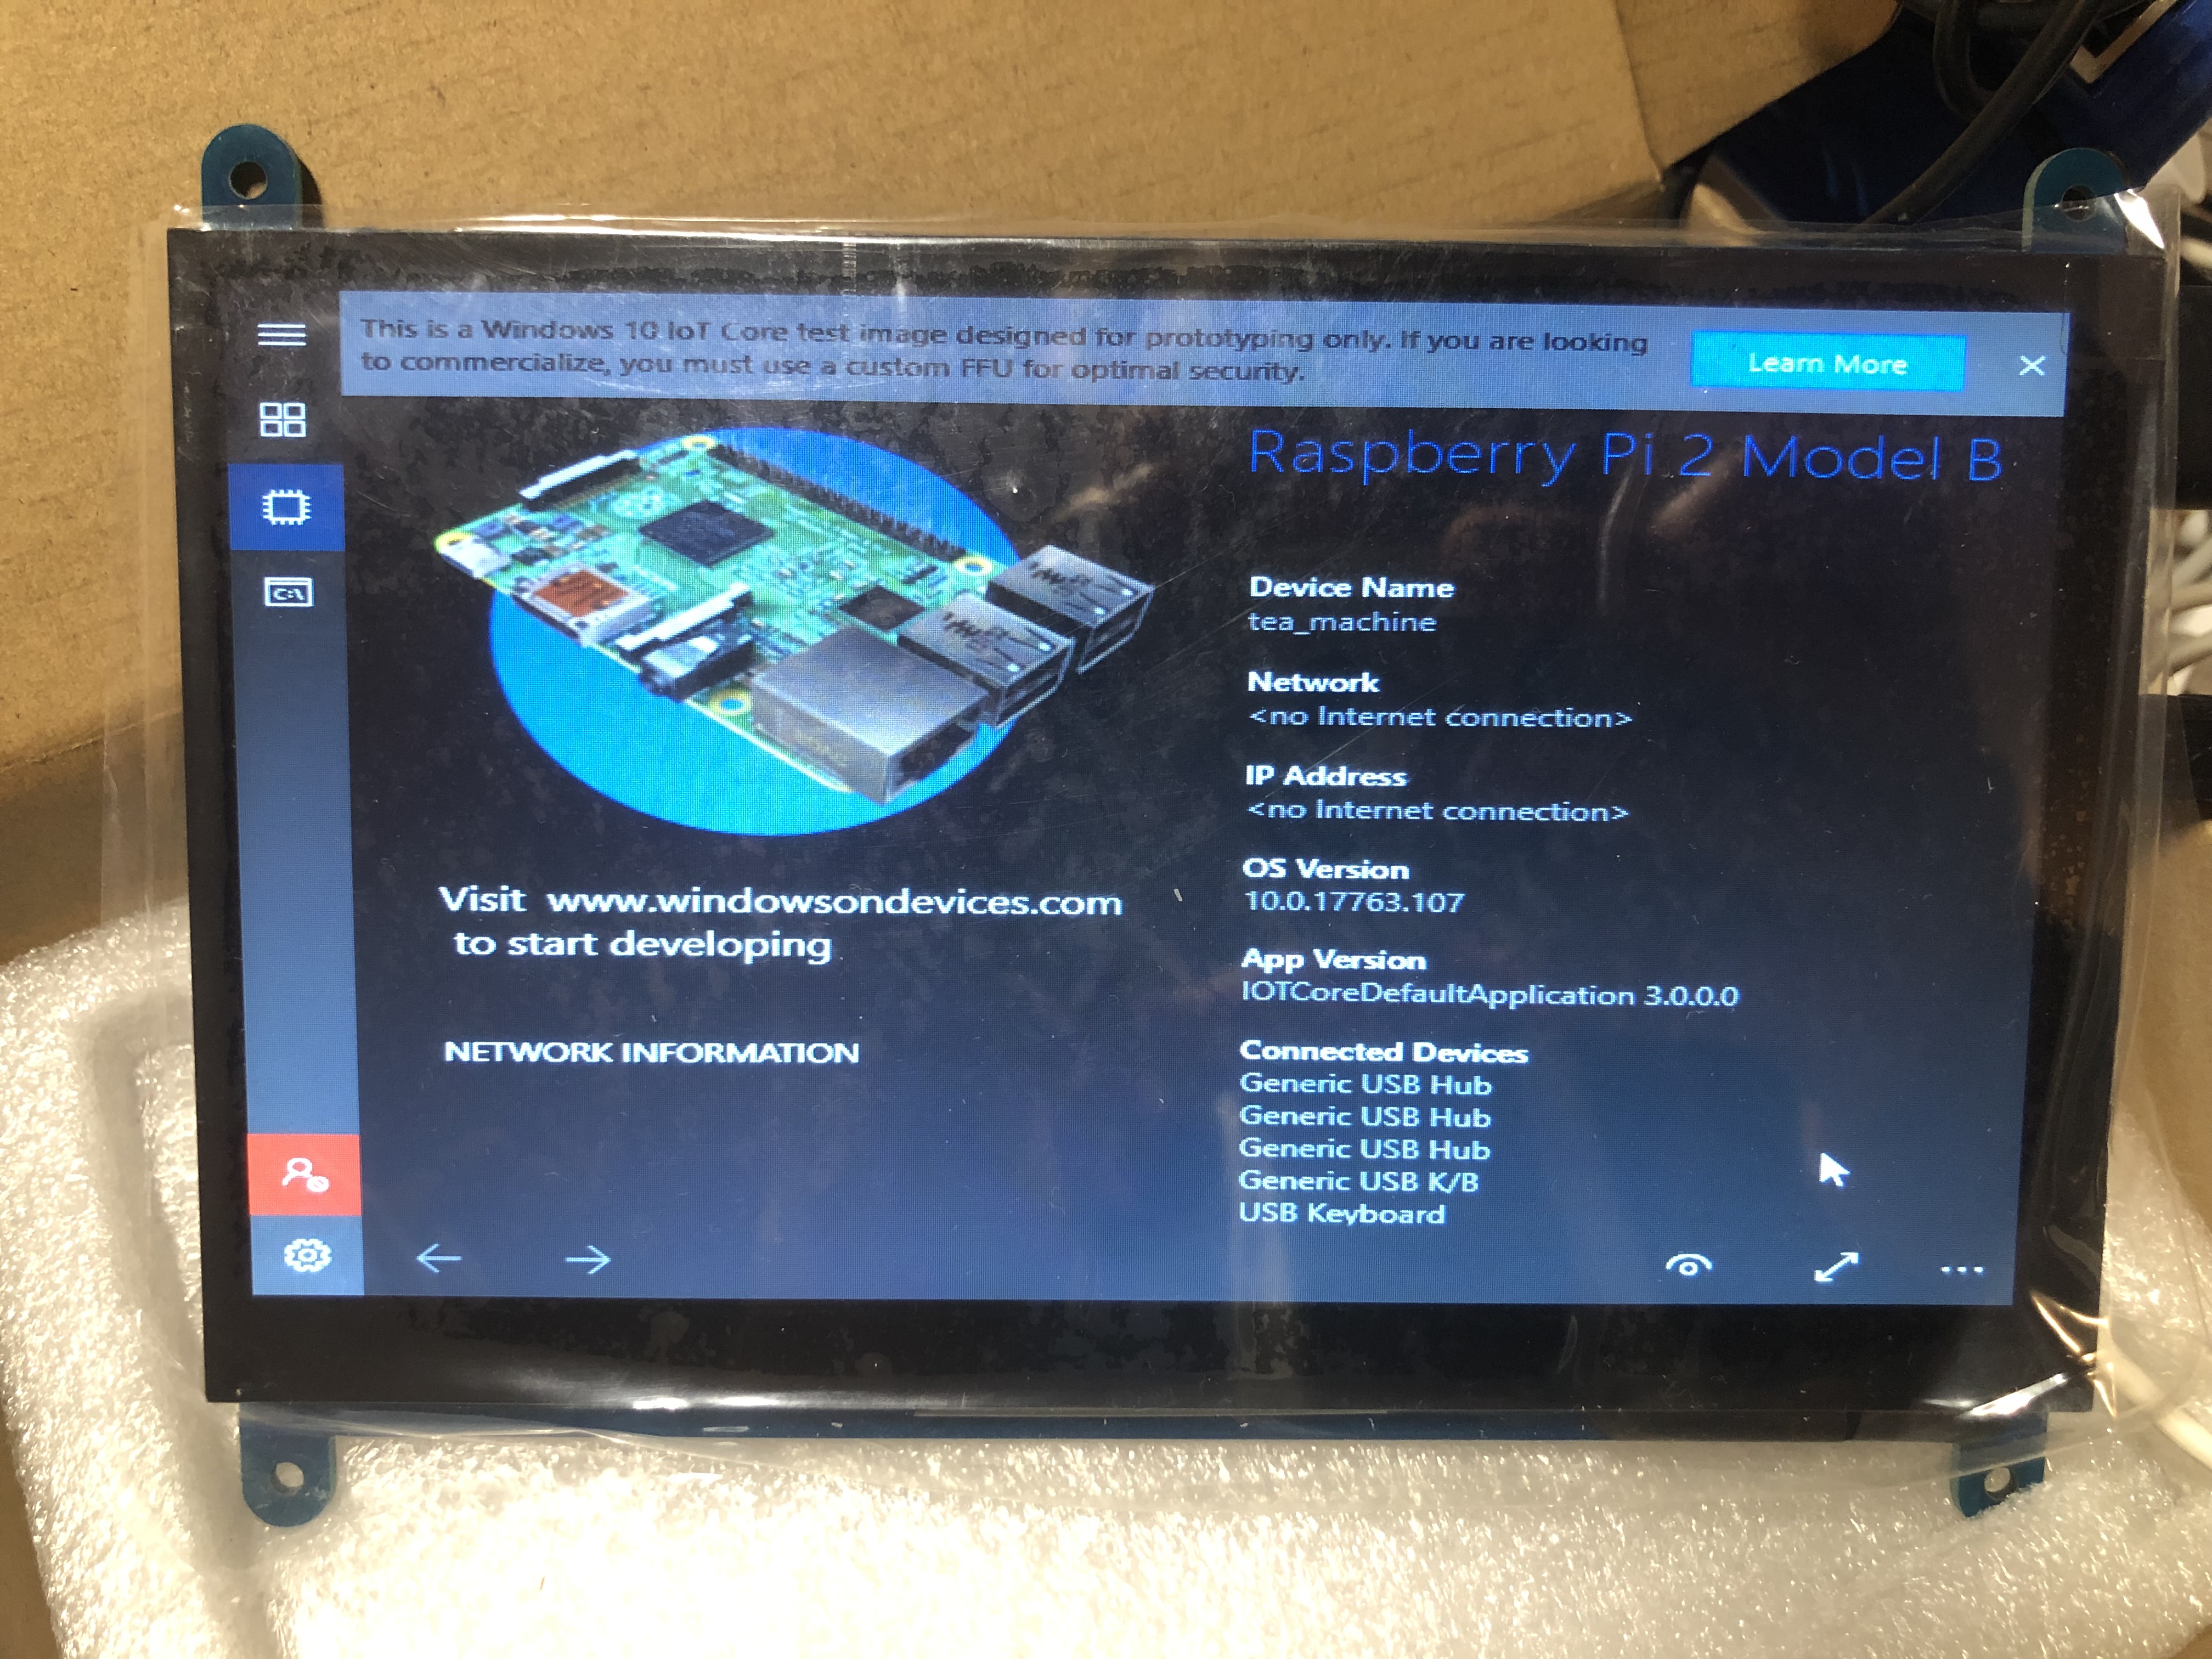 This is a Windows 10 IoT Core test image designed for prototyping only. If you are looking
to commercialize, you must use a custom FFU for optimal security.
Learn More
Raspberry Pi 2 Model B
C:\
Device Name
tea_machine
Network
<no Internet connection>
IP Address
<no Internet connection>
OS Version
10.0.17763.107
App Version
IOTCoreDefaultApplication 3.0.0.0
Connected Devices
Generic USB Hub
Generic USB Hub
Generic USB Hub
Generic USB K/B
USB Keyboard
Visit www.windowsondevices.com
to start developing
NETWORK INFORMATION